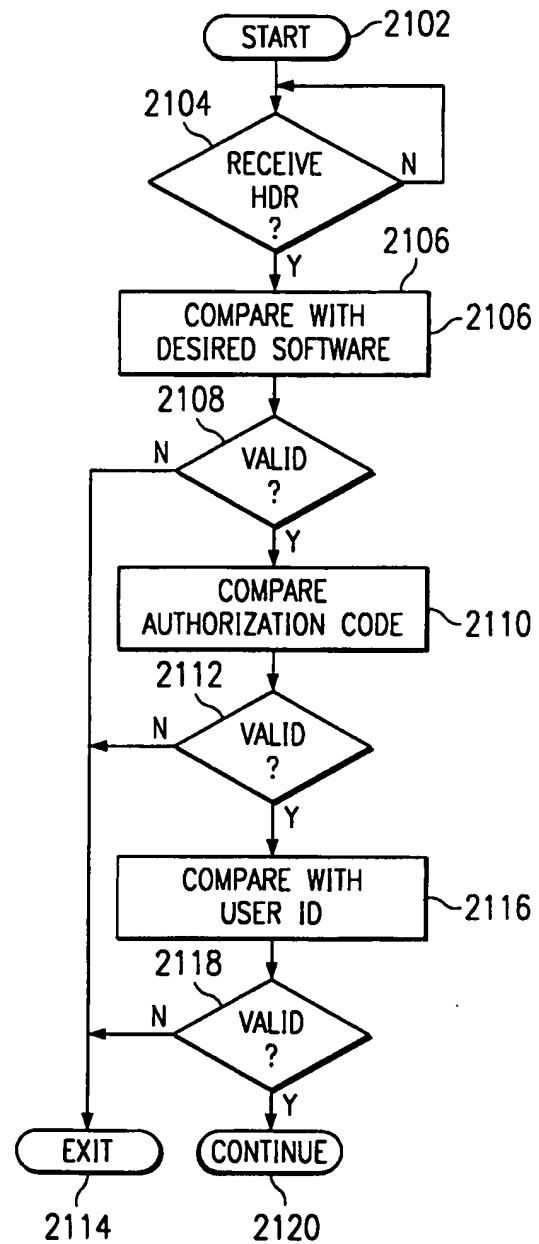 START
2102
2104
RECEIVE
HDR
?
N
Y
2106
COMPARE WITH
DESIRED SOFTWARE
2106
2108
N
VALID
?
Y
COMPARE
AUTHORIZATION CODE
2110
2112
N
VALID
?
Y
COMPARE WITH
USER ID
2116
2118
N
VALID
?
Y
EXIT
CONTINUE
2114
2120